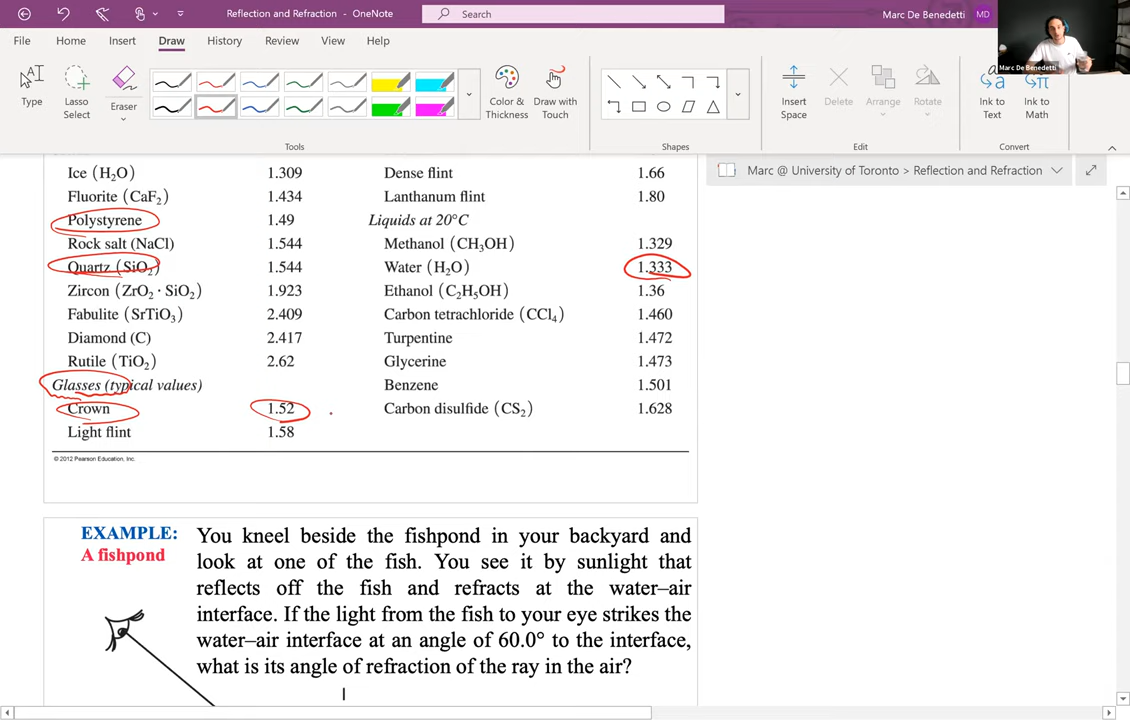 Reflection and Refraction - OneNote
Search
Marc De Benedetti
MD
File
Home
Insert
Draw
History
Review
View
Help
Marc De Benedetti
Type
Lasso Select
Eraser
Color & Thickness
Draw with Touch
Insert Space
Delete
Arrange
Rotate
Ink to Text
Ink to Math
Tools
Shapes
Edit
Convert
Marc @ University of Toronto > Reflection and Refraction
Ice (H₂O) 1.309 Dense flint 1.66
Fluorite (CaF₂) 1.434 Lanthanum flint 1.80
Polystyrene 1.49 Liquids at 20°C
Rock salt (NaCl) 1.544 Methanol (CH₃OH) 1.329
Quartz (SiO₂) 1.544 Water (H₂O) 1.333
Zircon (ZrO₂ · SiO₂) 1.923 Ethanol (C₂H₅OH) 1.36
Fabulite (SrTiO₃) 2.409 Carbon tetrachloride (CCl₄) 1.460
Diamond (C) 2.417 Turpentine 1.472
Rutile (TiO₂) 2.62 Glycerine 1.473
Glasses (typical values) Benzene 1.501
Crown 1.52 Carbon disulfide (CS₂) 1.628
Light flint 1.58
© 2012 Pearson Education, Inc.
EXAMPLE: You kneel beside the fishpond in your backyard and
A fishpond look at one of the fish. You see it by sunlight that
reflects off the fish and refracts at the water–air
interface. If the light from the fish to your eye strikes the
water–air interface at an angle of 60.0° to the interface,
what is its angle of refraction of the ray in the air?